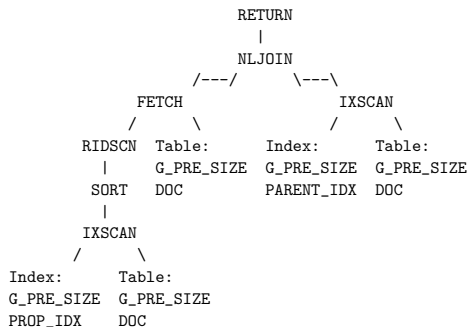 RETURN
|
NLJOIN
/---/ \---\
FETCH IXSCAN
/ \ / \
RIDSCN Table: Index: Table:
| G_PRE_SIZE G_PRE_SIZE G_PRE_SIZE
SORT DOC PARENT_IDX DOC
|
IXSCAN
/ \
Index: Table:
G_PRE_SIZE G_PRE_SIZE
PROP_IDX DOC